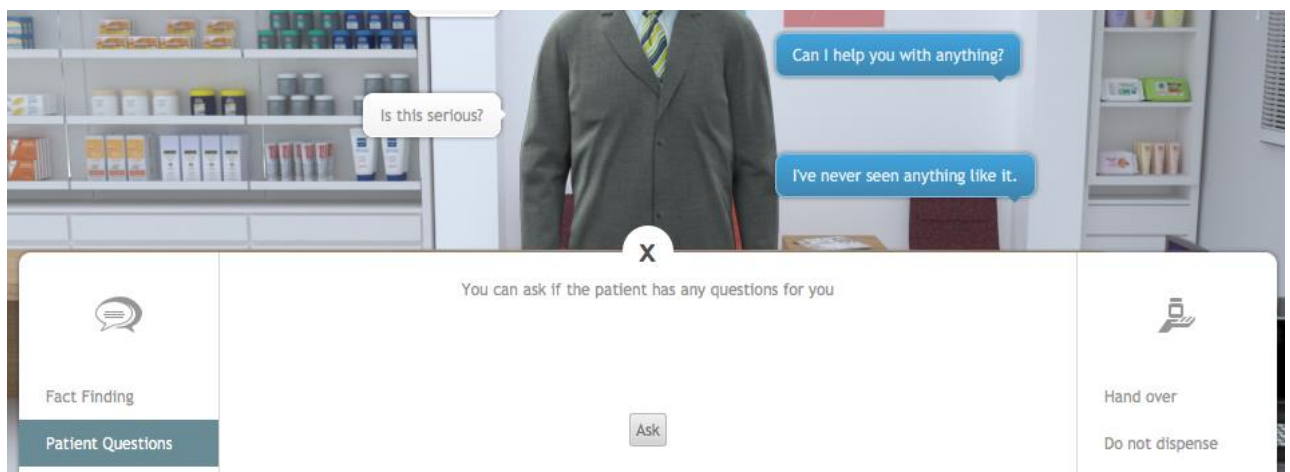 Can I help you with anything?
Is this serious?
I've never seen anything like it.
X
You can ask if the patient has any questions for you
Fact Finding
Patient Questions
Ask
Hand over
Do not dispense